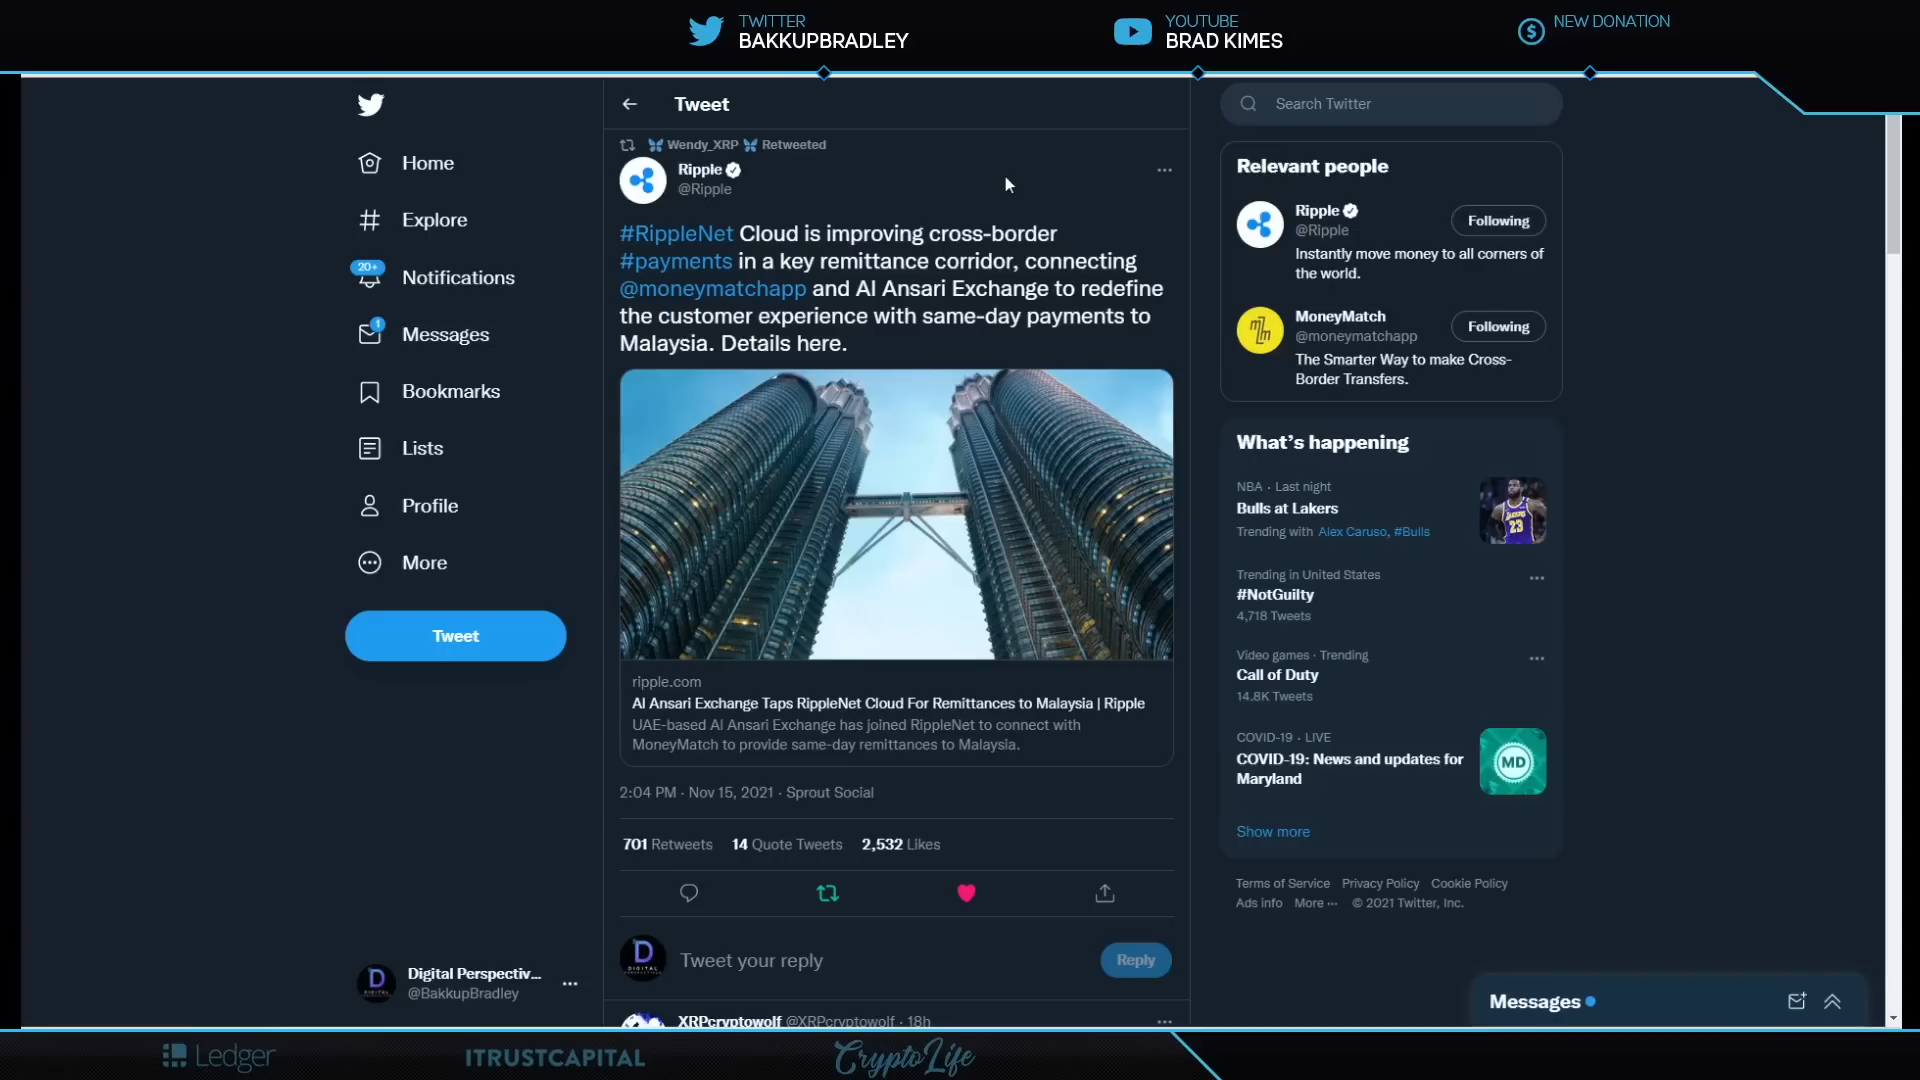 TWITTER
BAKKUPBRADLEY
YOUTUBE
BRAD KIMES
NEW DONATION
Home
Explore
20+
Notifications
1
Messages
Bookmarks
Lists
Profile
More
Tweet
Digital Perspectiv...
@BakkupBradley
Tweet
Wendy_XRP Retweeted
Ripple
@Ripple
#RippleNet Cloud is improving cross-border
#payments in a key remittance corridor, connecting
@moneymatchapp and Al Ansari Exchange to redefine
the customer experience with same-day payments to
Malaysia. Details here.
ripple.com
Al Ansari Exchange Taps RippleNet Cloud For Remittances to Malaysia | Ripple
UAE-based Al Ansari Exchange has joined RippleNet to connect with
MoneyMatch to provide same-day remittances to Malaysia.
2:04 PM · Nov 15, 2021 · Sprout Social
701 Retweets 14 Quote Tweets 2,532 Likes
Tweet your reply
Reply
XRPcryptowolf @XRPcryptowolf · 18h
Search Twitter
Relevant people
Ripple
@Ripple
Following
Instantly move money to all corners of
the world.
MoneyMatch
@moneymatchapp
Following
The Smarter Way to make Cross-
Border Transfers.
What's happening
NBA · Last night
Bulls at Lakers
Trending with Alex Caruso, #Bulls
Trending in United States
#NotGuilty
4,718 Tweets
Video games · Trending
Call of Duty
14.8K Tweets
COVID-19 · LIVE
COVID-19: News and updates for
Maryland
MD
Show more
Terms of Service Privacy Policy Cookie Policy
Ads info More ··· © 2021 Twitter, Inc.
Messages
Ledger
ITRUSTCAPITAL
CryptoLife